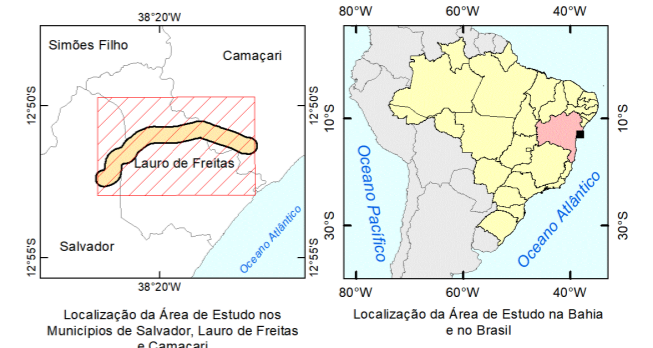 38°20'W
Simões Filho
Camaçari
12°50'S
12°50'S
Lauro de Freitas
Oceano Atlântico
Salvador
12°55'S
12°55'S
38°20'W
Localização da Área de Estudo nos
Municípios de Salvador, Lauro de Freitas
e Camaçari
80°W 60°W 40°W
10°S
10°S
Oceano Pacífico
Oceano Atlântico
30°S
30°S
80°W 60°W 40°W
Localização da Área de Estudo na Bahia
e no Brasil